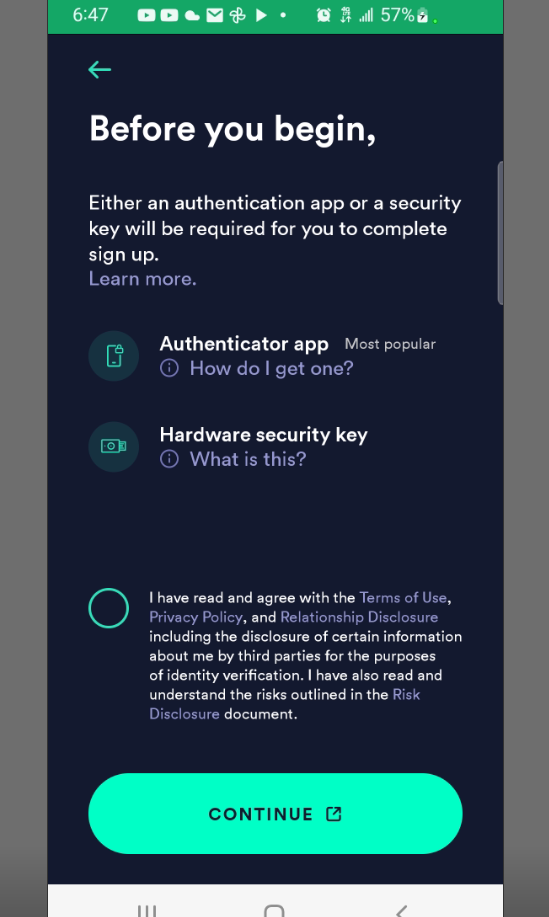 6:47 57%
Before you begin,
Either an authentication app or a security
key will be required for you to complete
sign up.
Learn more.
Authenticator app Most popular
How do I get one?
Hardware security key
What is this?
I have read and agree with the Terms of Use,
Privacy Policy, and Relationship Disclosure
including the disclosure of certain information
about me by third parties for the purposes
of identity verification. I have also read and
understand the risks outlined in the Risk
Disclosure document.
CONTINUE